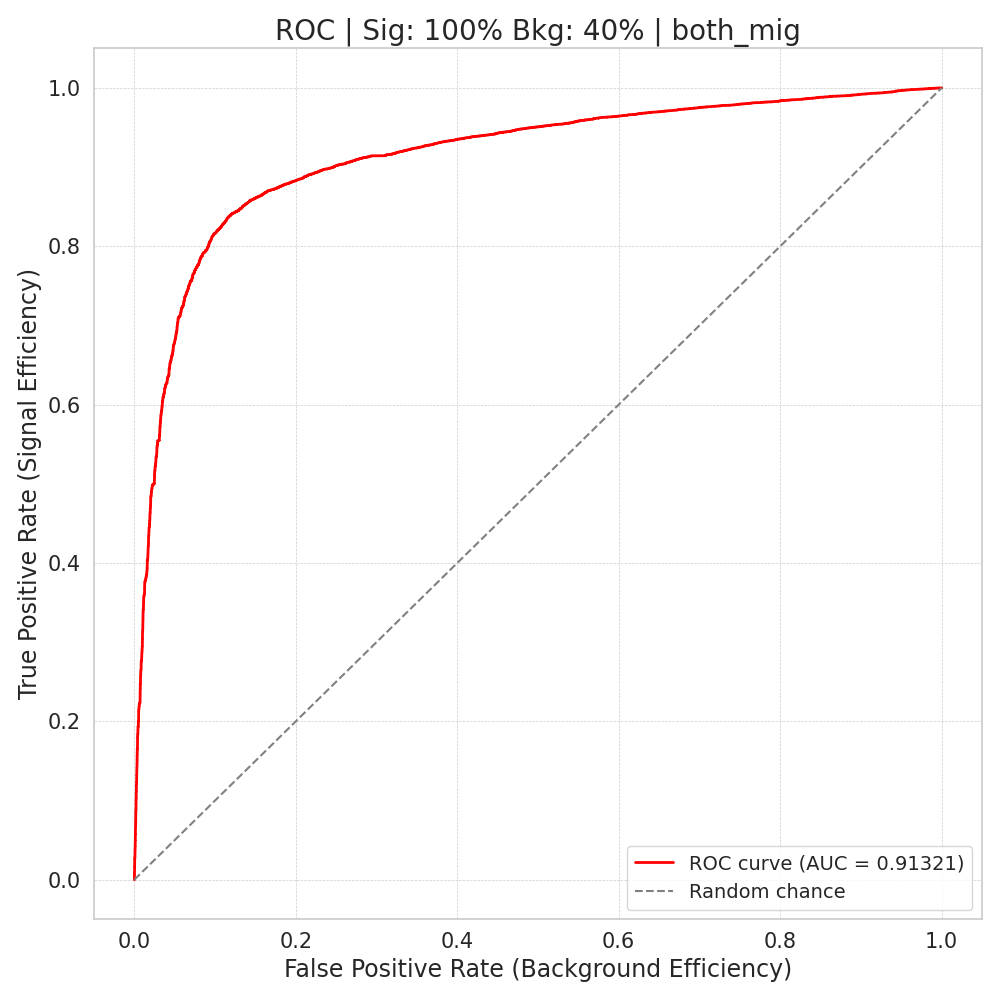 ROC | Sig: 100% Bkg: 40% | both_mig
True Positive Rate (Signal Efficiency)
1.0
0.8
0.6
0.4
0.2
0.0
ROC curve (AUC = 0.91321)
Random chance
0.0 0.2 0.4 0.6 0.8 1.0
False Positive Rate (Background Efficiency)